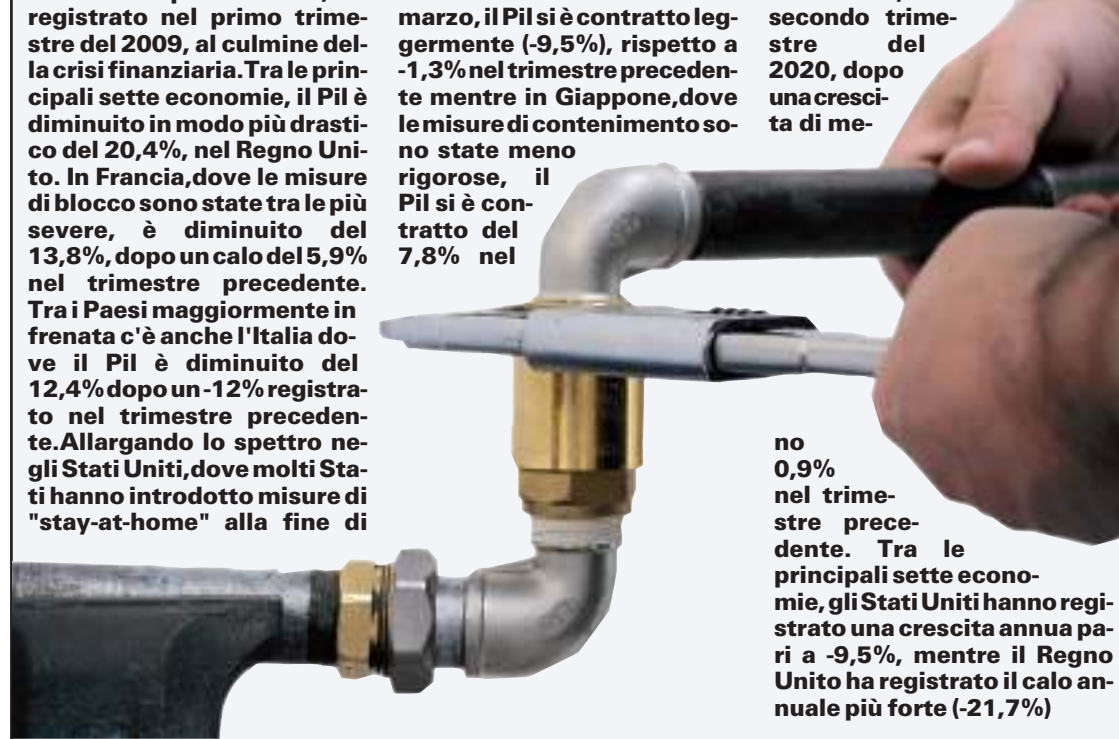 registrato nel primo trime-
stre del 2009, al culmine del-
la crisi finanziaria. Tra le prin-
cipali sette economie, il Pil è
diminuito in modo più drasti-
co del 20,4%, nel Regno Uni-
to. In Francia, dove le misure
di blocco sono state tra le più
severe, è diminuito del
13,8%, dopo un calo del 5,9%
nel trimestre precedente.
Tra i Paesi maggiormente in
frenata c'è anche l'Italia do-
ve il Pil è diminuito del
12,4% dopo un -12% registra-
to nel trimestre preceden-
te. Allargando lo spettro ne-
gli Stati Uniti, dove molti Sta-
ti hanno introdotto misure di
"stay-at-home" alla fine di
marzo, il Pil si è contratto leg-
germente (-9,5%), rispetto a
-1,3% nel trimestre preceden-
te mentre in Giappone, dove
le misure di contenimento so-
no state meno
rigorose, il
Pil si è con-
tratto del
7,8% nel
secondo trime-
stre del
2020, dopo
una cresci-
ta di me-
no
0,9%
nel trime-
stre prece-
dente. Tra le
principali sette econo-
mie, gli Stati Uniti hanno regi-
strato una crescita annua pa-
ri a -9,5%, mentre il Regno
Unito ha registrato il calo an-
nuale più forte (-21,7%)